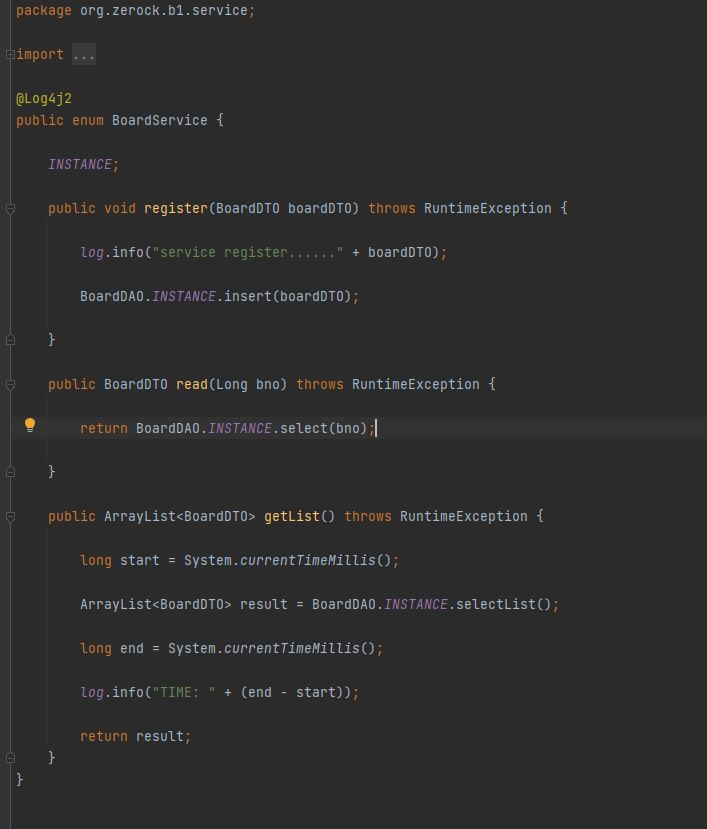 package org.zerock.b1.service;
import ...
@Log4j2
public enum BoardService {
INSTANCE;
public void register(BoardDTO boardDTO) throws RuntimeException {
log.info("service register......" + boardDTO);
BoardDAO.INSTANCE.insert(boardDTO);
}
public BoardDTO read(Long bno) throws RuntimeException {
return BoardDAO.INSTANCE.select(bno);
}
public ArrayList<BoardDTO> getList() throws RuntimeException {
long start = System.currentTimeMillis();
ArrayList<BoardDTO> result = BoardDAO.INSTANCE.selectList();
long end = System.currentTimeMillis();
log.info("TIME: " + (end - start));
return result;
}
}